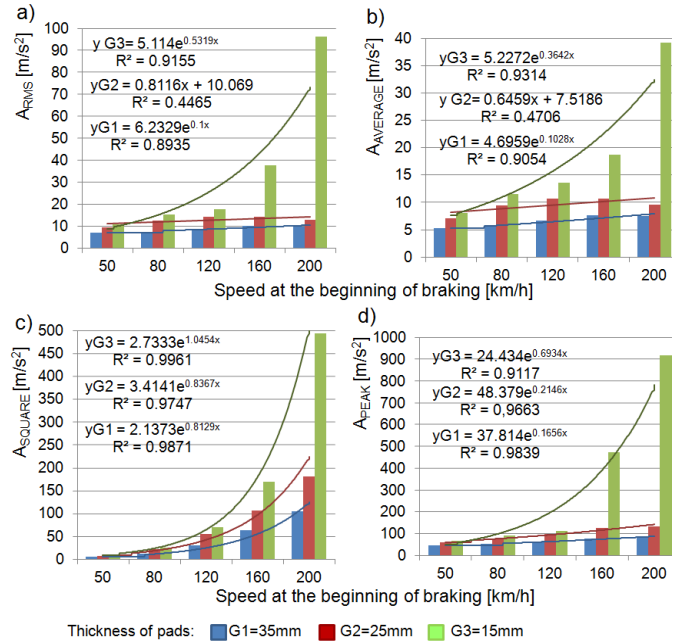 a)
A_RMS [m/s²]
100
90
80
70
60
50
40
30
20
10
0
y G3= 5.114e^0.5319x
R² = 0.9155
yG2 = 0.8116x + 10.069
R² = 0.4465
yG1 = 6.2329e^0.1x
R² = 0.8935
50 80 120 160 200
b)
A_AVERAGE [m/s²]
40
35
30
25
20
15
10
5
0
yG3 = 5.2272e^0.3642x
R² = 0.9314
y G2= 0.6459x + 7.5186
R² = 0.4706
yG1= 4.6959e^0.1028x
R² = 0.9054
50 80 120 160 200
Speed at the beginning of braking [km/h]
c)
A_SQUARE [m/s²]
500
450
400
350
300
250
200
150
100
50
0
yG3 = 2.7333e^1.0454x
R² = 0.9961
yG2 = 3.4141e^0.8367x
R² = 0.9747
yG1= 2.1373e^0.8129x
R² = 0.9871
50 80 120 160 200
d)
A_PEAK [m/s²]
1000
900
800
700
600
500
400
300
200
100
0
yG3 = 24.434e^0.6934x
R² = 0.9117
yG2 = 48.379e^0.2146x
R² = 0,9663
yG1= 37.814e^0.1656x
R² = 0.9839
50 80 120 160 200
Speed at the beginning of braking [km/h]
Thickness of pads: G1=35mm G2=25mm G3=15mm